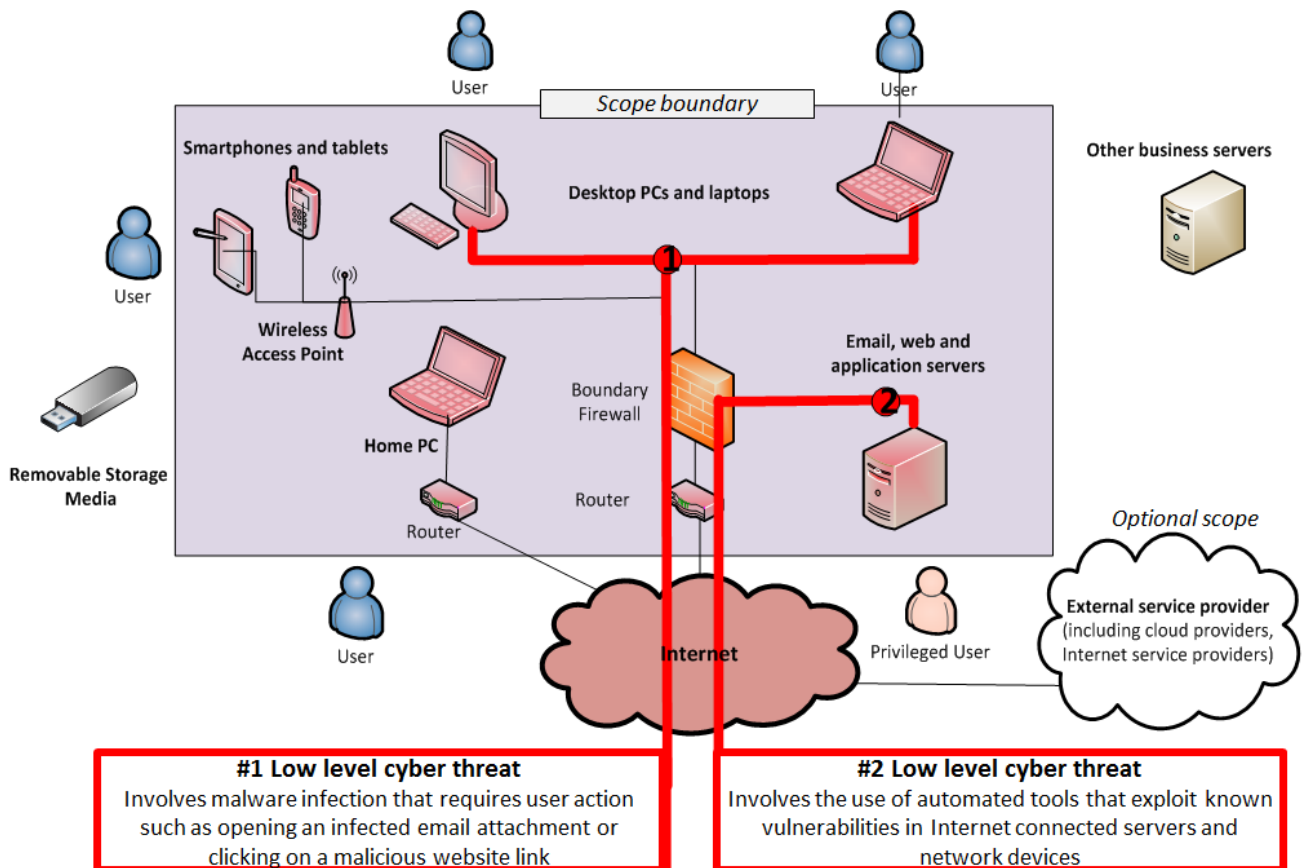 User
User
Scope boundary
Smartphones and tablets
Other business servers
Desktop PCs and laptops
1
User
Wireless
Access Point
Email, web and
application servers
Boundary
Firewall
2
Home PC
Removable Storage
Media
Router
Router
Optional scope
External service provider
(including cloud providers,
Internet service providers)
User
Internet
Privileged User
#1 Low level cyber threat
Involves malware infection that requires user action
such as opening an infected email attachment or
clicking on a malicious website link
#2 Low level cyber threat
Involves the use of automated tools that exploit known
vulnerabilities in Internet connected servers and
network devices